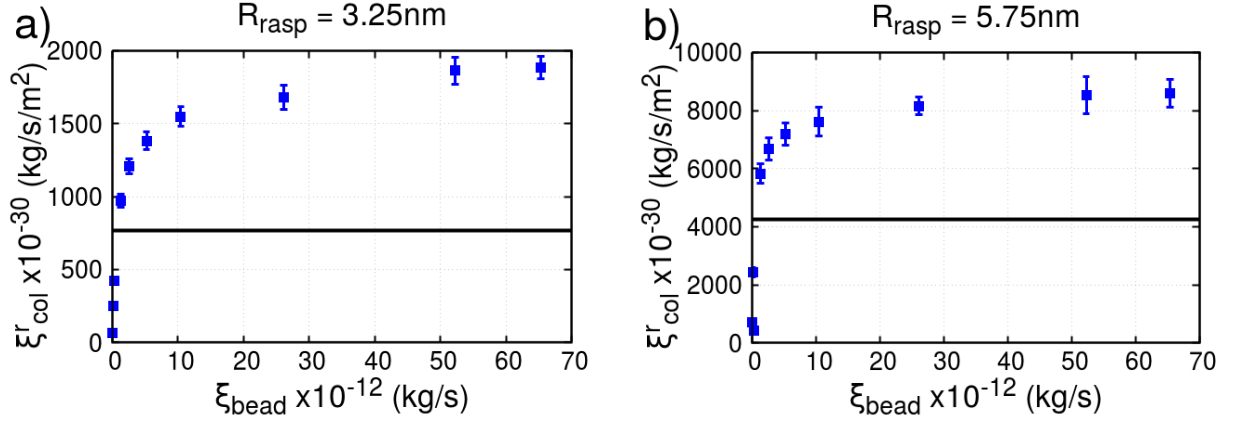 a)
R_rasp = 3.25nm
ξ^r_col x10^-30 (kg/s/m^2)
2000
1500
1000
500
0
0 10 20 30 40 50 60 70
ξ_bead x10^-12 (kg/s)
b)
R_rasp = 5.75nm
ξ^r_col x10^-30 (kg/s/m^2)
10000
8000
6000
4000
2000
0
0 10 20 30 40 50 60 70
ξ_bead x10^-12 (kg/s)